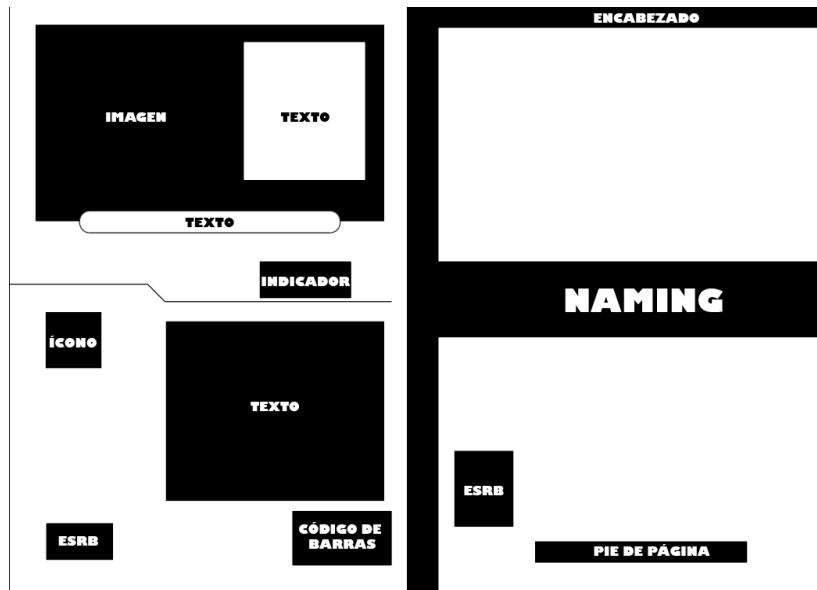 IMAGEN
TEXTO
TEXTO
INDICADOR
ÍCONO
TEXTO
ESRB
CÓDIGO DE
BARRAS
ENCABEZADO
NAMING
ESRB
PIE DE PÁGINA